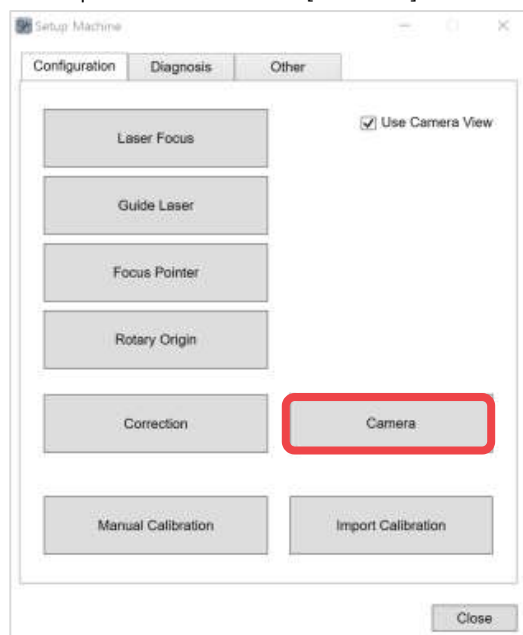 Setup Machine
Configuration Diagnosis Other
Use Camera View
Laser Focus
Guide Laser
Focus Pointer
Rotary Origin
Correction Camera
Manual Calibration Import Calibration
Close